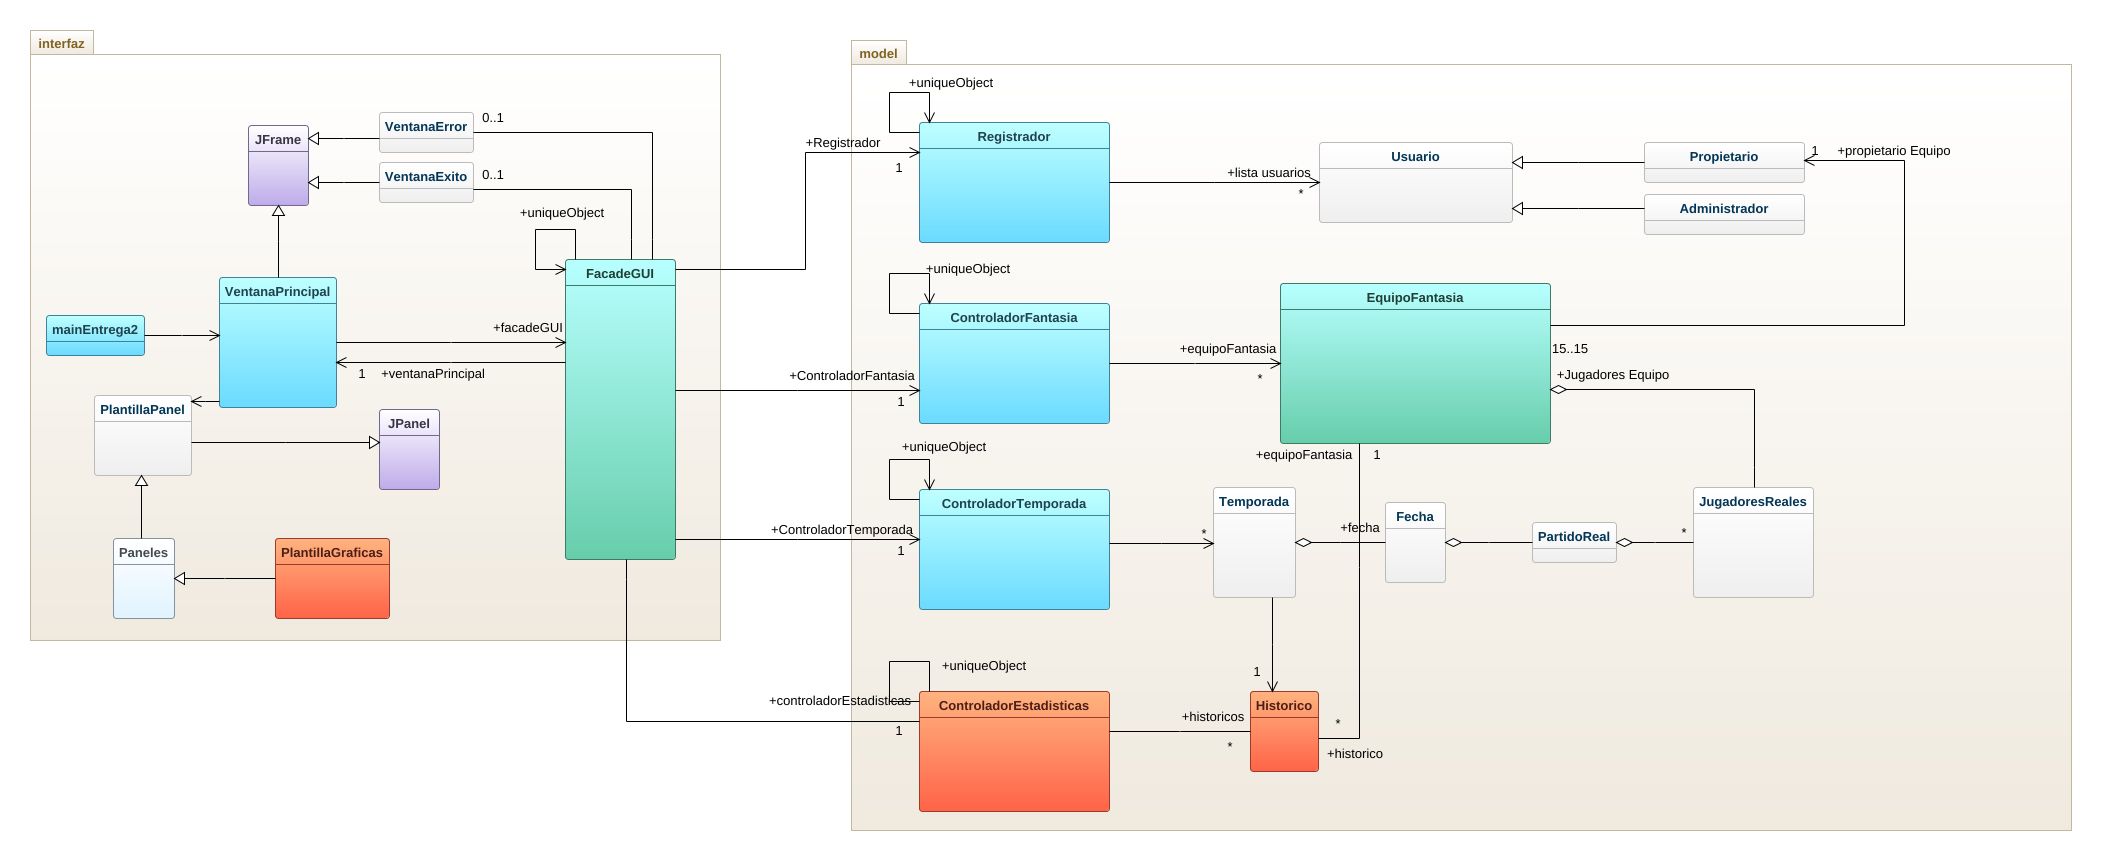 interfaz
model
+uniqueObject
VentanaError
0..1
JFrame
Registrador
+Registrador
1
Usuario
Propietario
1
+propietario Equipo
VentanaExito
0..1
+lista usuarios
*
Administrador
+uniqueObject
FacadeGUI
+uniqueObject
VentanaPrincipal
EquipoFantasia
ControladorFantasia
mainEntrega2
+facadeGUI
+equipoFantasia
*
15..15
1
+ventanaPrincipal
+ControladorFantasia
1
+Jugadores Equipo
PlantillaPanel
JPanel
+uniqueObject
+equipoFantasia
1
ControladorTemporada
Temporada
JugadoresReales
+ControladorTemporada
1
*
+fecha
Fecha
PartidoReal
*
Paneles
PlantillaGraficas
+uniqueObject
1
+controladorEstadisticas
1
ControladorEstadisticas
+historicos
*
Historico
*
+historico